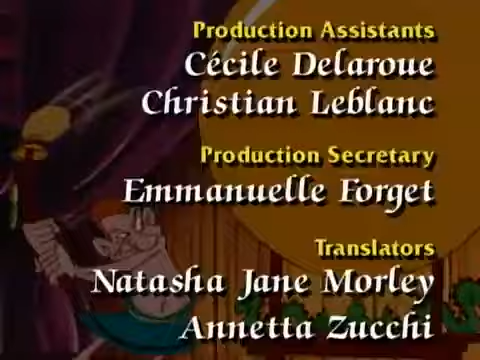 Production Assistants
Cécile Delaroue
Christian Leblanc
Production Secretary
Emmanuelle Forget
Translators
Natasha Jane Morley
Annetta Zucchi